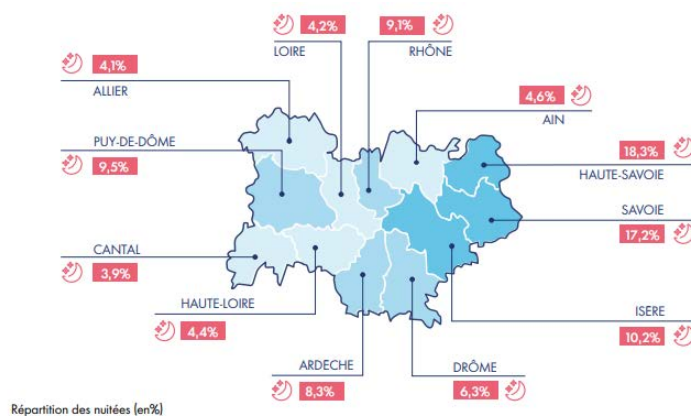 4,2%
LOIRE
9,1%
RHÔNE
4,1%
ALLIER
4,6%
AIN
PUY-DE-DÔME
9,5%
18,3%
HAUTE-SAVOIE
SAVOIE
17,2%
CANTAL
3,9%
HAUTE-LOIRE
4,4%
ISÈRE
10,2%
ARDÈCHE
8,3%
DRÔME
6,3%
Répartition des nuitées (en%)